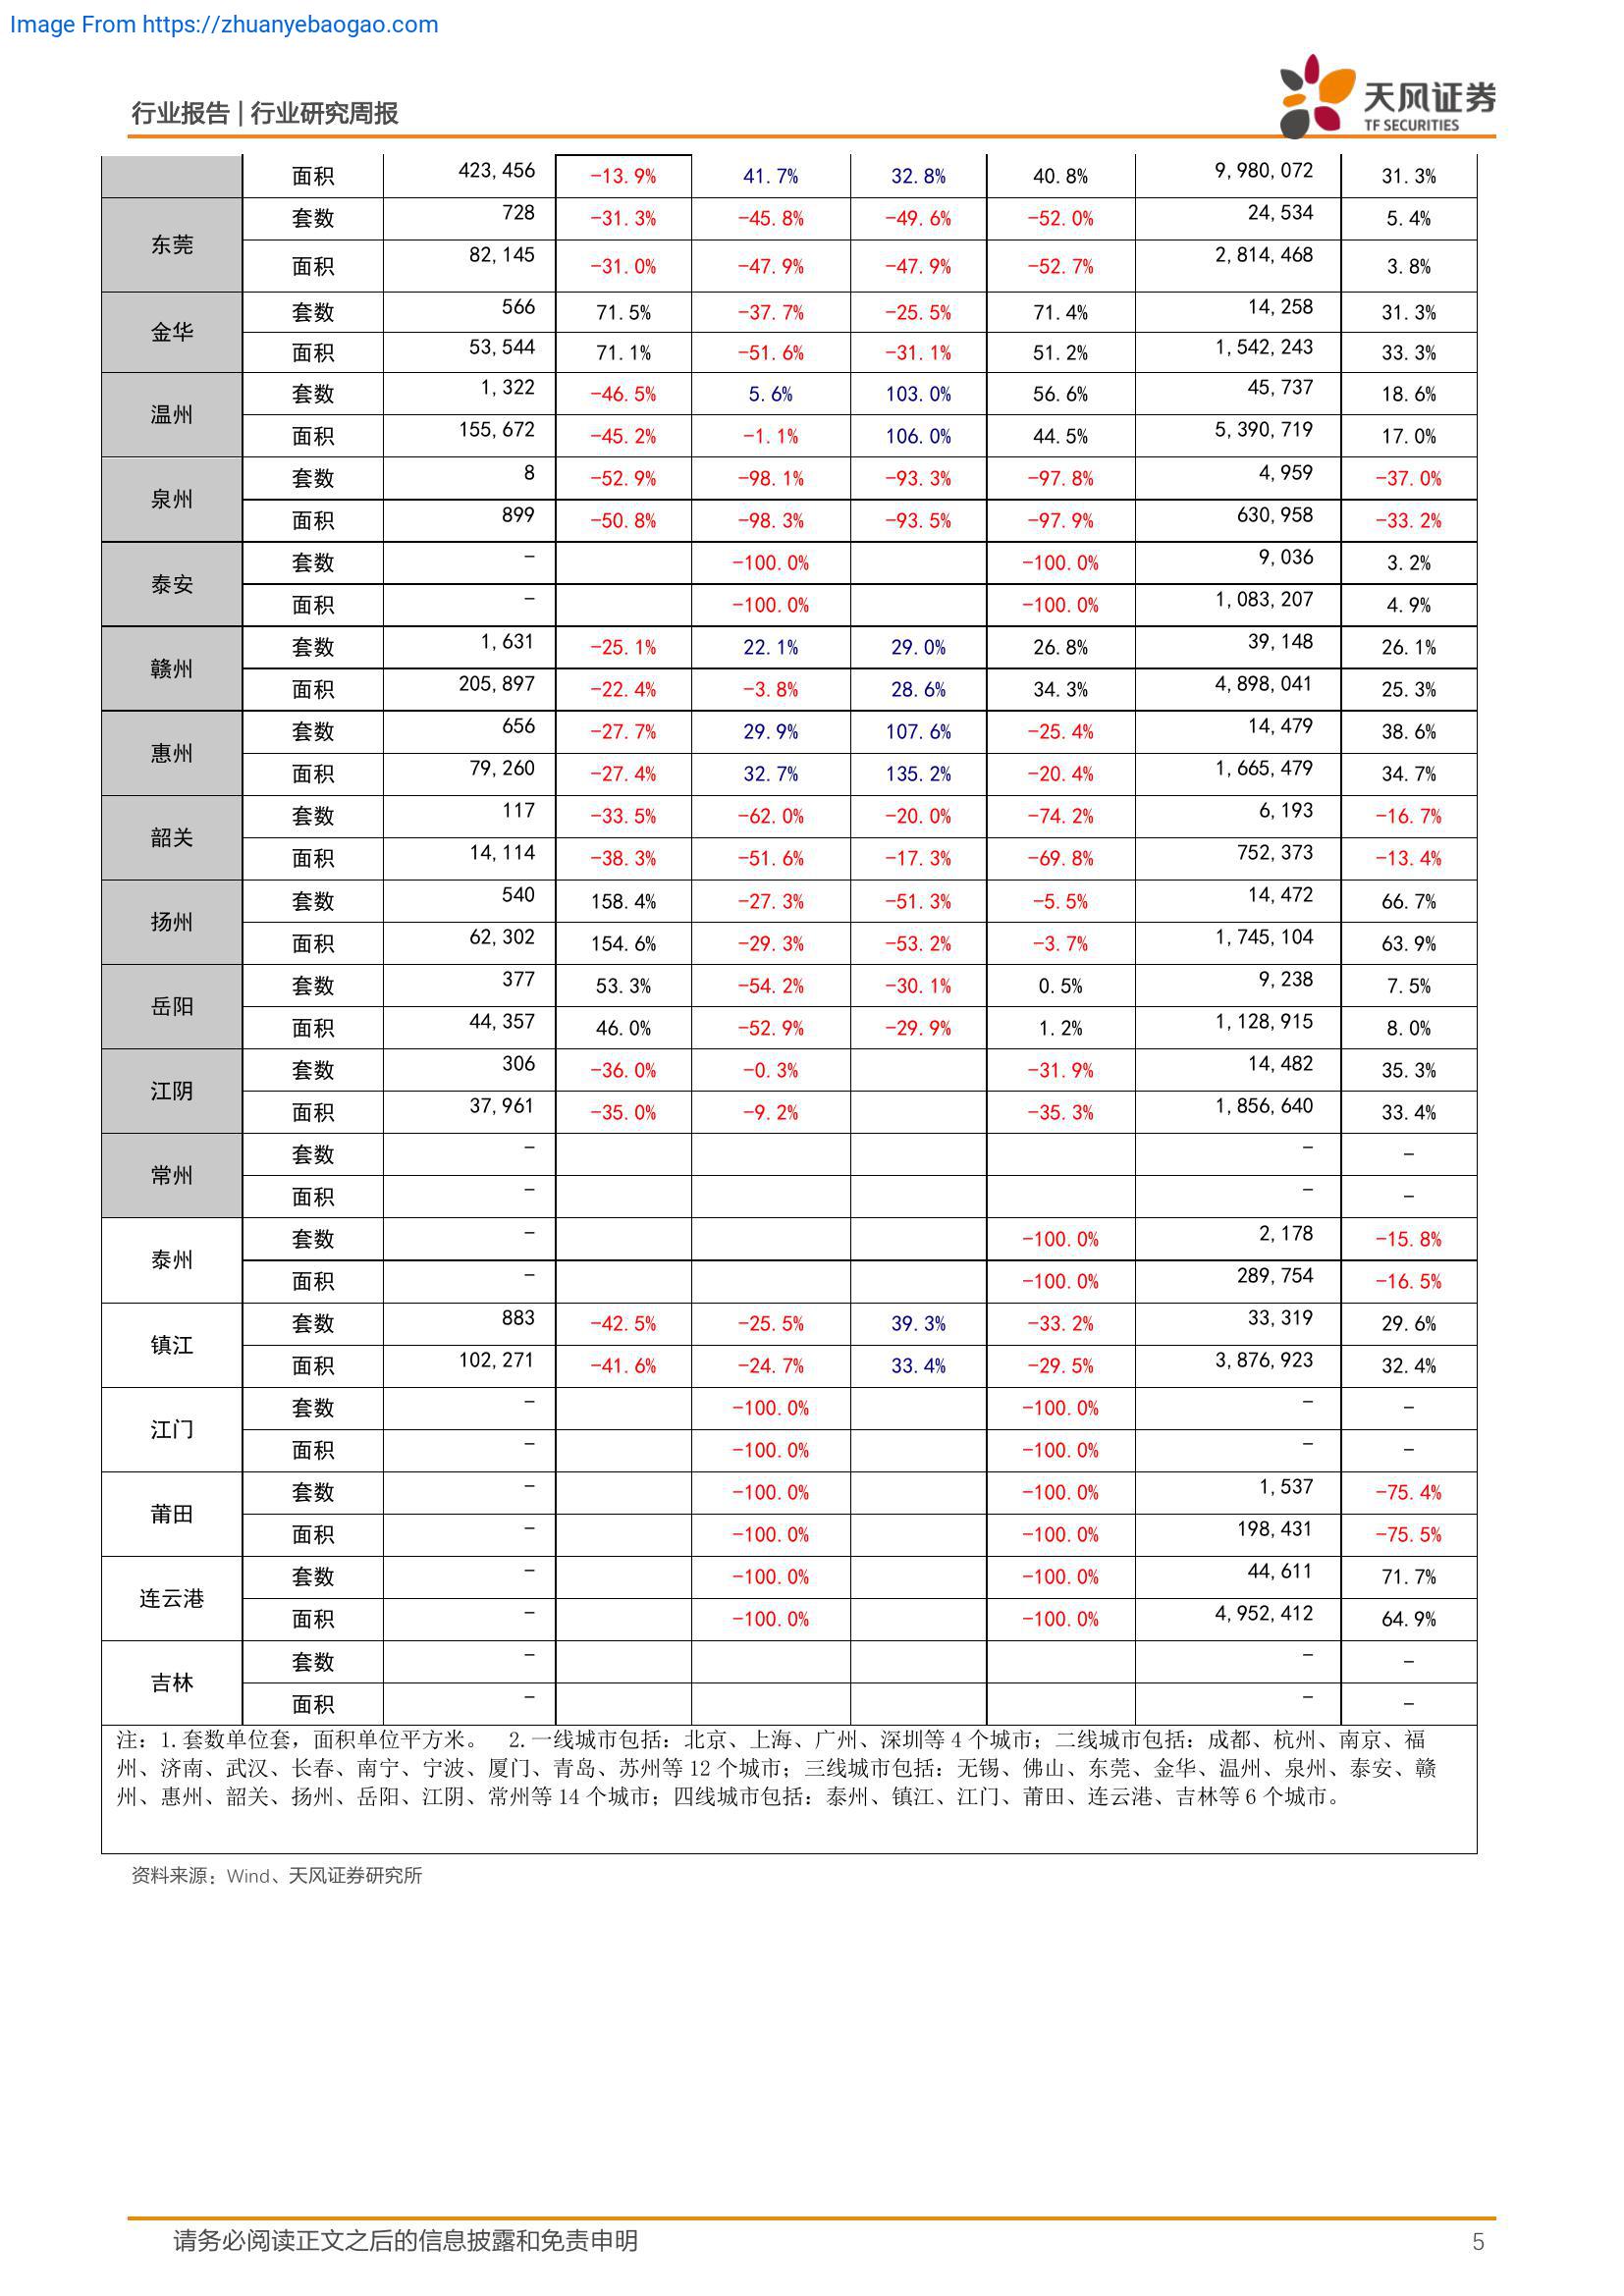 Image From https://zhuanyebaogao.com
行业报告 | 行业研究周报
天风证券
TF SECURITIES
面积 423,456 -13.9% 41.7% 32.8% 40.8% 9,980,072 31.3%
东莞 套数 728 -31.3% -45.8% -49.6% -52.0% 24,534 5.4%
面积 82,145 -31.0% -47.9% -47.9% -52.7% 2,814,468 3.8%
金华 套数 566 71.5% -37.7% -25.5% 71.4% 14,258 31.3%
面积 53,544 71.1% -51.6% -31.1% 51.2% 1,542,243 33.3%
温州 套数 1,322 -46.5% 5.6% 103.0% 56.6% 45,737 18.6%
面积 155,672 -45.2% -1.1% 106.0% 44.5% 5,390,719 17.0%
泉州 套数 8 -52.9% -98.1% -93.3% -97.8% 4,959 -37.0%
面积 899 -50.8% -98.3% -93.5% -97.9% 630,958 -33.2%
泰安 套数 - -100.0% -100.0% 9,036 3.2%
面积 - -100.0% -100.0% 1,083,207 4.9%
赣州 套数 1,631 -25.1% 22.1% 29.0% 26.8% 39,148 26.1%
面积 205,897 -22.4% -3.8% 28.6% 34.3% 4,898,041 25.3%
惠州 套数 656 -27.7% 29.9% 107.6% -25.4% 14,479 38.6%
面积 79,260 -27.4% 32.7% 135.2% -20.4% 1,665,479 34.7%
韶关 套数 117 -33.5% -62.0% -20.0% -74.2% 6,193 -16.7%
面积 14,114 -38.3% -51.6% -17.3% -69.8% 752,373 -13.4%
扬州 套数 540 158.4% -27.3% -51.3% -5.5% 14,472 66.7%
面积 62,302 154.6% -29.3% -53.2% -3.7% 1,745,104 63.9%
岳阳 套数 377 53.3% -54.2% -30.1% 0.5% 9,238 7.5%
面积 44,357 46.0% -52.9% -29.9% 1.2% 1,128,915 8.0%
江阴 套数 306 -36.0% -0.3% -31.9% 14,482 35.3%
面积 37,961 -35.0% -9.2% -35.3% 1,856,640 33.4%
常州 套数 - - -
面积 - - -
泰州 套数 - -100.0% 2,178 -15.8%
面积 - -100.0% 289,754 -16.5%
镇江 套数 883 -42.5% -25.5% 39.3% -33.2% 33,319 29.6%
面积 102,271 -41.6% -24.7% 33.4% -29.5% 3,876,923 32.4%
江门 套数 - -100.0% -100.0% - -
面积 - -100.0% -100.0% - -
莆田 套数 - -100.0% -100.0% 1,537 -75.4%
面积 - -100.0% -100.0% 198,431 -75.5%
连云港 套数 - -100.0% -100.0% 44,611 71.7%
面积 - -100.0% -100.0% 4,952,412 64.9%
吉林 套数 - - -
面积 - - -
注：1.套数单位套，面积单位平方米。 2.一线城市包括：北京、上海、广州、深圳等 4 个城市；二线城市包括：成都、杭州、南京、福
州、济南、武汉、长春、南宁、宁波、厦门、青岛、苏州等 12 个城市；三线城市包括：无锡、佛山、东莞、金华、温州、泉州、泰安、赣
州、惠州、韶关、扬州、岳阳、江阴、常州等 14 个城市；四线城市包括：泰州、镇江、江门、莆田、连云港、吉林等 6 个城市。
资料来源：Wind、天风证券研究所
请务必阅读正文之后的信息披露和免责申明 5